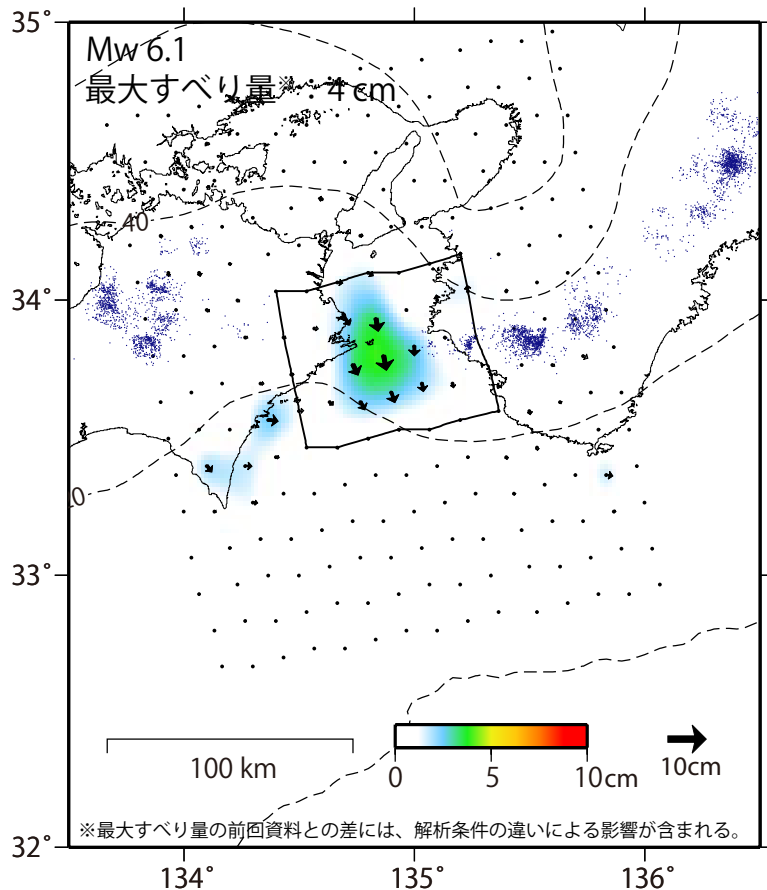 35°
Mw 6.1
最大すべり量※ 4 cm
40
34°
20
33°
100 km
0 5 10cm
10cm
※最大すべり量の前回資料との差には、解析条件の違いによる影響が含まれる。
32°
134° 135° 136°